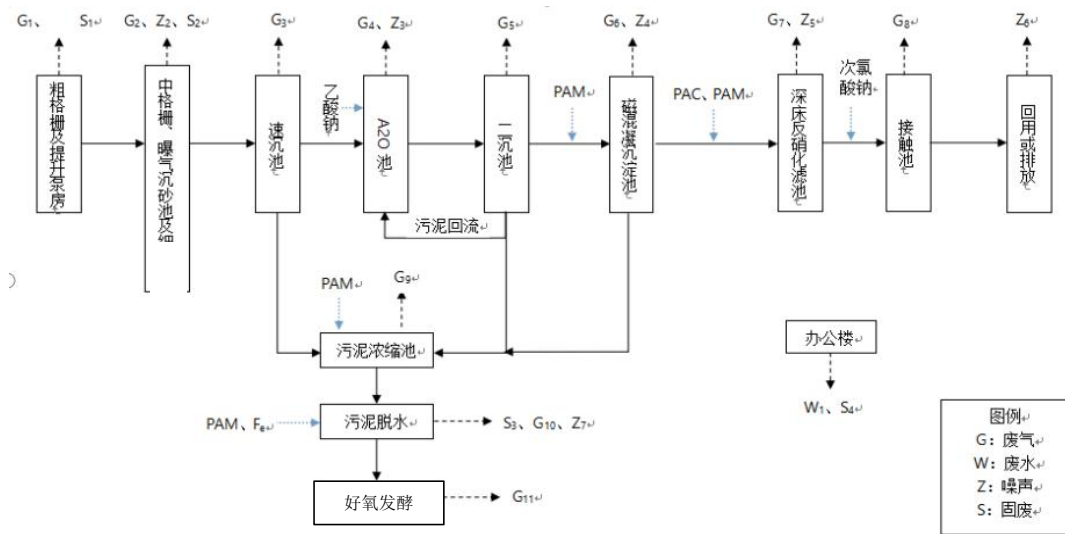 G₁、 S₁
G₂、Z₂、S₂
G₃
G₄、Z₃
G₅
G₆、Z₄
G₇、Z₅
G₈
Z₆
粗格栅及提升泵房
中格栅、曝气沉砂池及细
速沉池
乙酸钠
A2O 池
二沉池
PAM
磁混凝沉淀池
PAC、PAM
深床反硝化滤池
次氯
酸钠
接触池
回用或排放
污泥回流
PAM
G₉
污泥浓缩池
办公楼
W₁、S₄
PAM、Fₑ
污泥脱水
S₃、G₁₀、Z₇
好氧发酵
G₁₁
图例
G：废气
W：废水
Z：噪声
S：固废